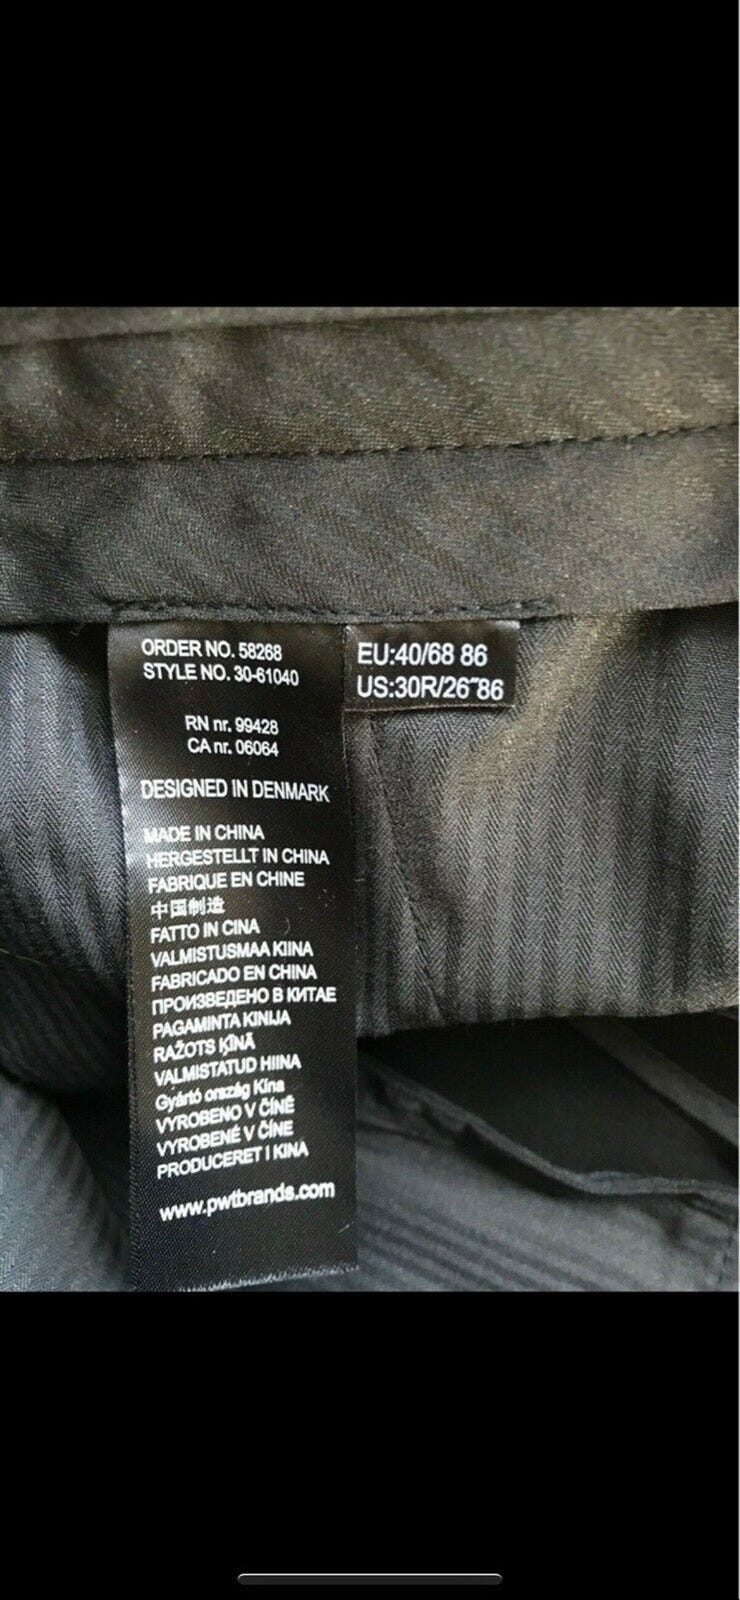 ORDER NO. 58268
STYLE NO. 30-61040
RN nr. 99428
CA nr. 06064
DESIGNED IN DENMARK
MADE IN CHINA
HERGESTELLT IN CHINA
FABRIQUE EN CHINE
中国制造
FATTO IN CINA
VALMISTUSMAA KIINA
FABRICADO EN CHINA
ПРОИЗВЕДЕНО В КИТАЕ
PAGAMINTA KINIJA
RAŽOTS ĶĪNĀ
VALMISTATUD HIINA
Gyártó ország Kína
VYROBENO V ČÍNĚ
VYROBENÉ V ČÍNE
PRODUCERET I KINA
www.pwtbrands.com
EU:40/68 86
US:30R/26~86